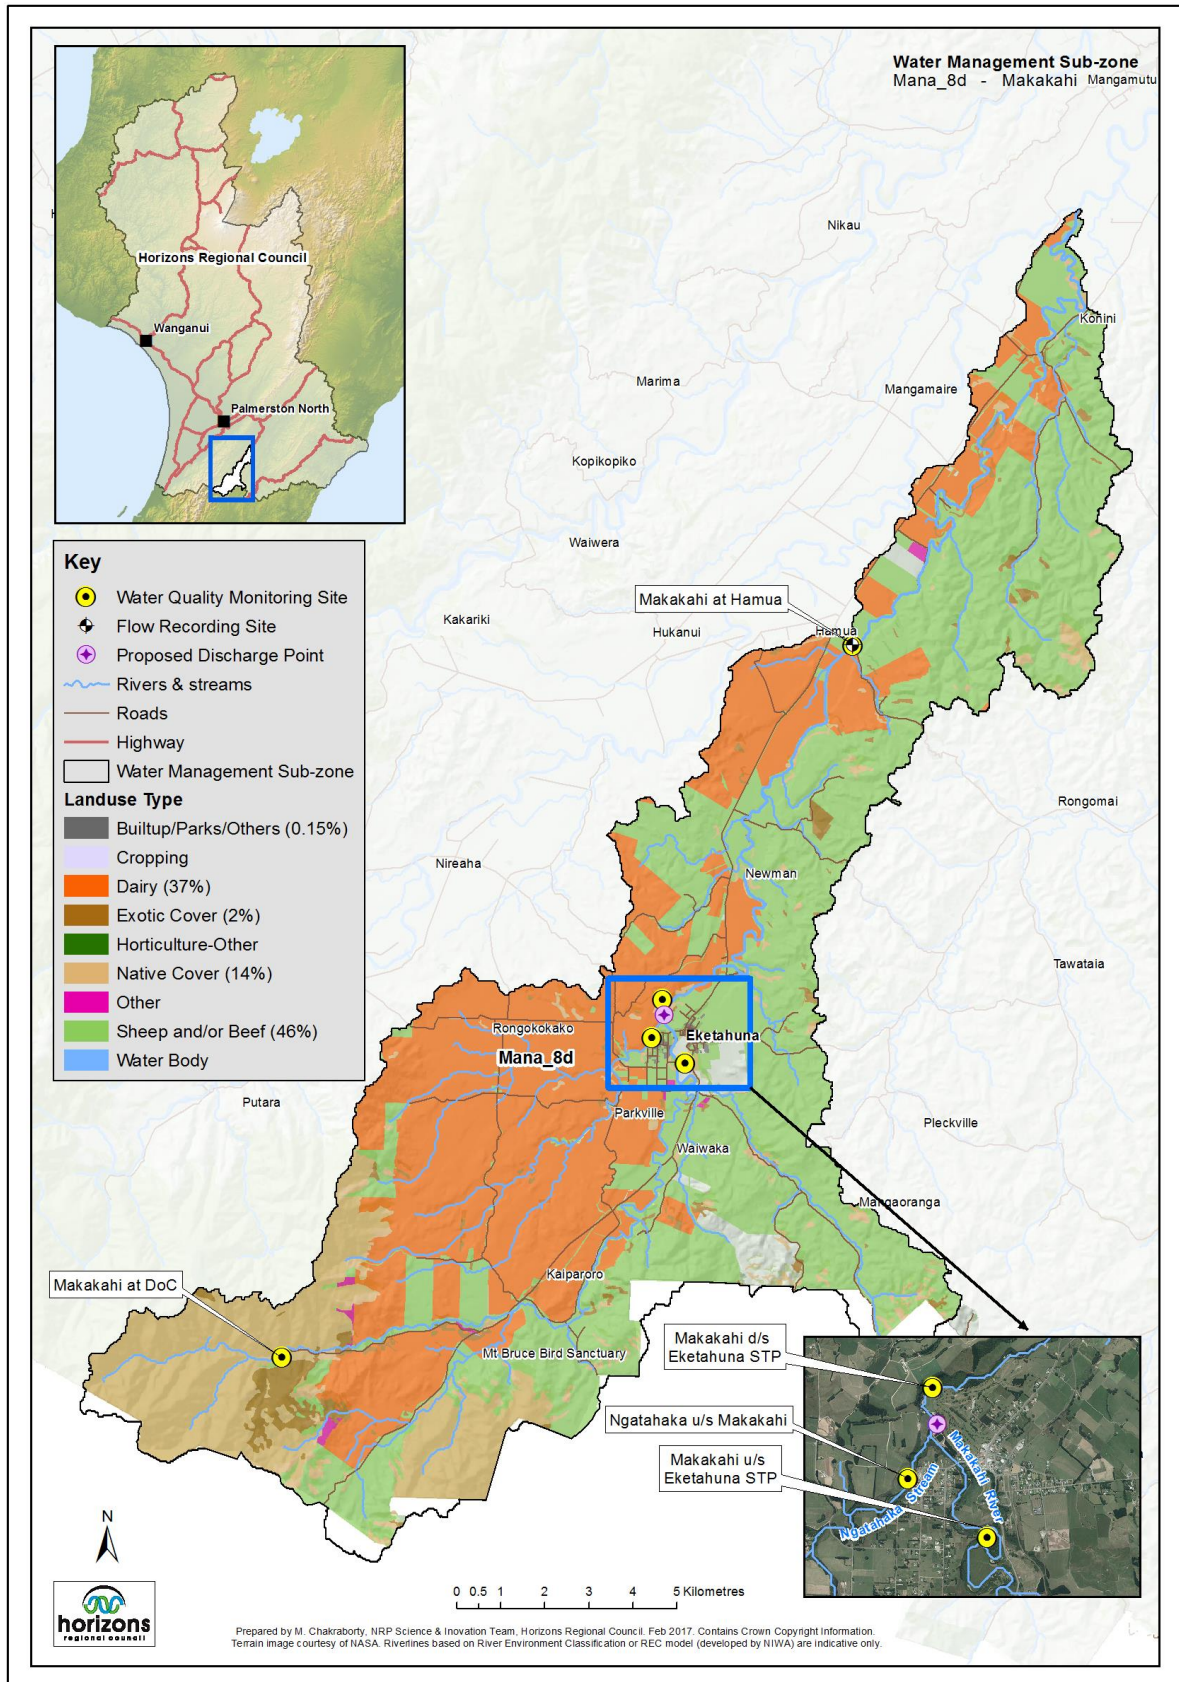 Water Management Sub-zone
Mana_8d - Makakahi
Mangamutu
Horizons Regional Council
Wanganui
Palmerston North
Nikau
Konini
Marima
Mangamaire
Kopikopiko
Waiwera
Key
Water Quality Monitoring Site
Flow Recording Site
Proposed Discharge Point
Rivers & streams
Roads
Highway
Water Management Sub-zone
Landuse Type
Builtup/Parks/Others (0.15%)
Cropping
Dairy (37%)
Exotic Cover (2%)
Horticulture-Other
Native Cover (14%)
Other
Sheep and/or Beef (46%)
Water Body
Makakahi at Hamua
Kakariki
Hukanui
Hamua
Rongomai
Nireaha
Newman
Tawataia
Rongokokako
Eketahuna
Mana_8d
Putara
Parkville
Pleckville
Waiwaka
Mangaoranga
Kaiparoro
Makakahi at DoC
Mt Bruce Bird Sanctuary
Makakahi d/s
Eketahuna STP
Ngatahaka u/s Makakahi
Makakahi u/s
Eketahuna STP
Makakahi River
Ngatahaka Stream
N
horizons
regional council
0 0.5 1 2 3 4 5 Kilometres
Prepared by M. Chakraborty, NRP Science & Inovation Team, Horizons Regional Council. Feb 2017. Contains Crown Copyright Information.
Terrain image courtesy of NASA. Riverlines based on River Environment Classification or REC model (developed by NIWA) are indicative only.